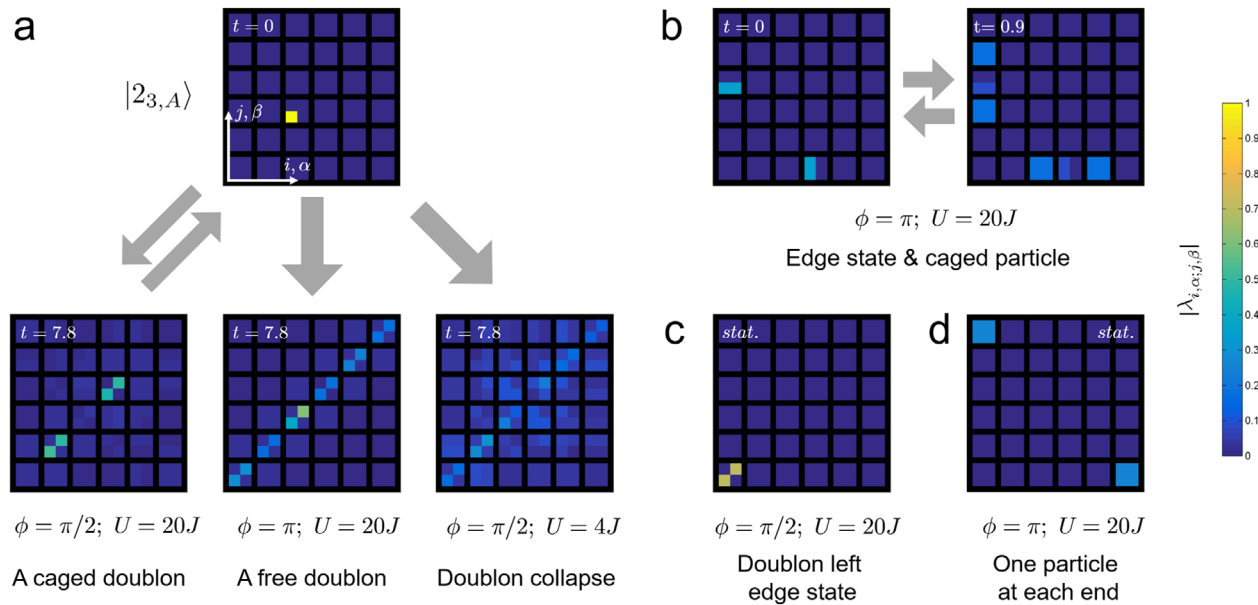 a
t = 0
|2_{3,A}⟩
j, β
i, α
t = 7.8
t = 7.8
t = 7.8
ϕ = π/2; U = 20J
ϕ = π; U = 20J
ϕ = π/2; U = 4J
A caged doublon
A free doublon
Doublon collapse
b
t = 0
t= 0.9
ϕ = π; U = 20J
Edge state & caged particle
c
stat.
ϕ = π/2; U = 20J
Doublon left
edge state
d
stat.
ϕ = π; U = 20J
One particle
at each end
|λ_{i,α;j,β}|
1
0.9
0.8
0.7
0.6
0.5
0.4
0.3
0.2
0.1
0